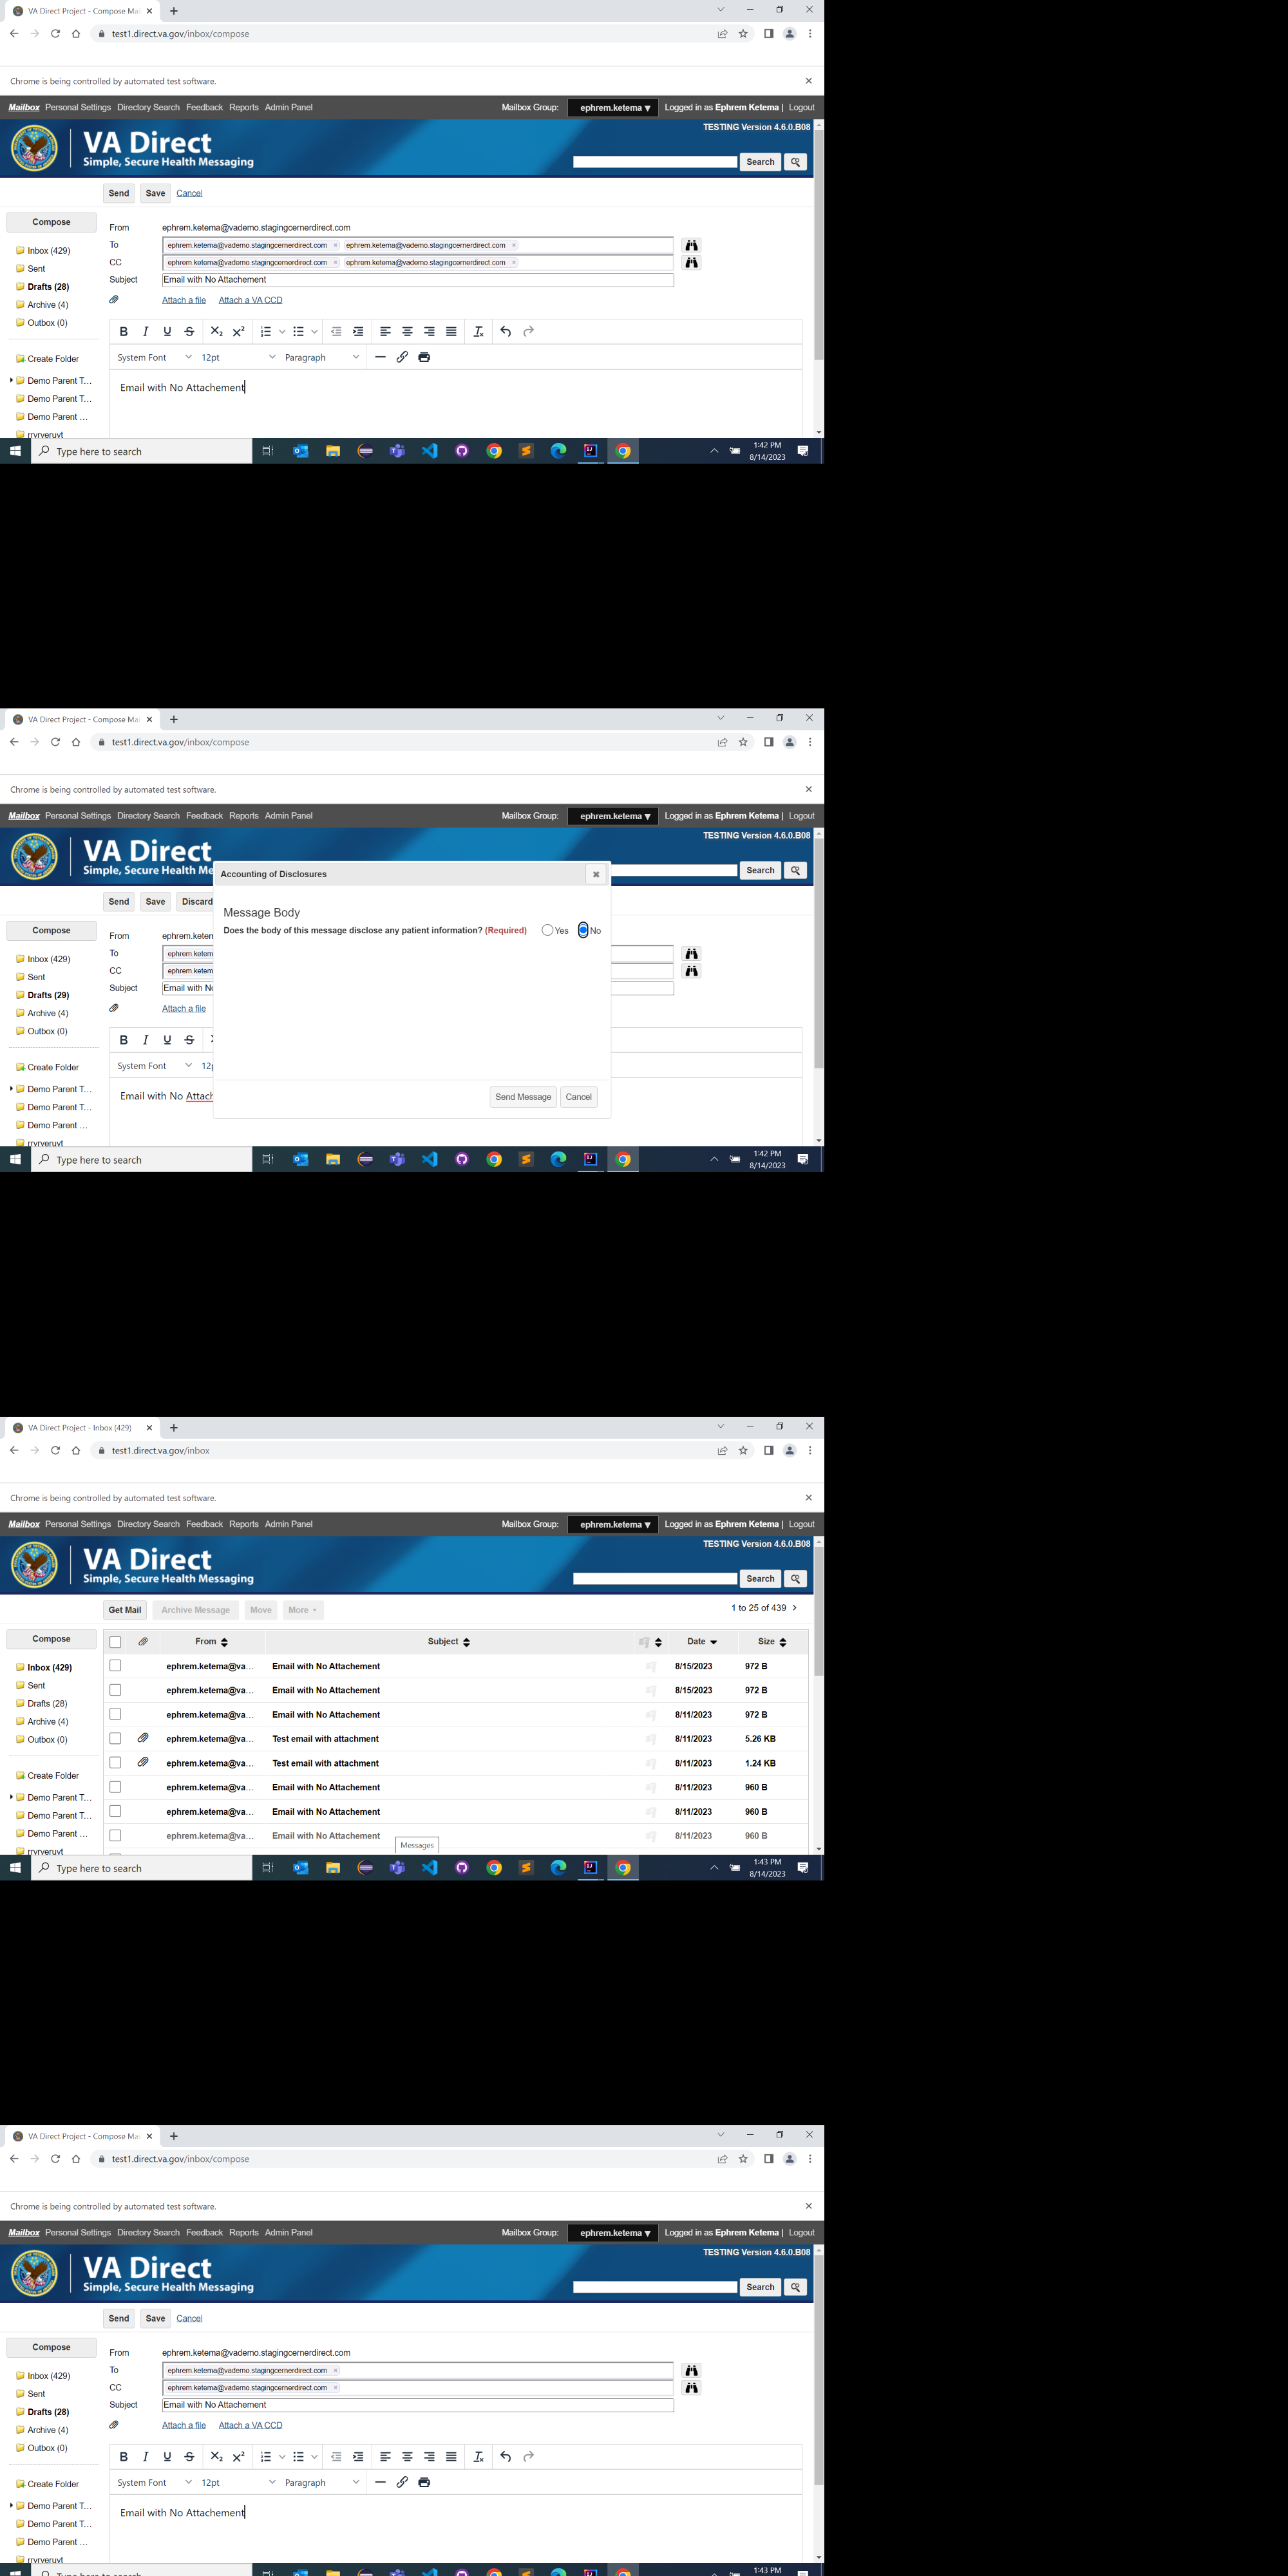 VA Direct Project - Compose Ma
test1.direct.va.gov/inbox/compose
Chrome is being controlled by automated test software.
Mailbox Personal Settings Directory Search Feedback Reports Admin Panel Mailbox Group: ephrem.ketema ▼ Logged in as Ephrem Ketema | Logout
TESTING Version 4.6.0.B08
VA Direct
Simple, Secure Health Messaging
Search
Send Save Cancel
Compose
From ephrem.ketema@vademo.stagingcernerdirect.com
Inbox (429)
To ephrem.ketema@vademo.stagingcernerdirect.com × ephrem.ketema@vademo.stagingcernerdirect.com ×
Sent
CC ephrem.ketema@vademo.stagingcernerdirect.com × ephrem.ketema@vademo.stagingcernerdirect.com ×
Drafts (28)
Subject Email with No Attachement
Archive (4)
Attach a file Attach a VA CCD
Outbox (0)
Create Folder
System Font 12pt Paragraph
Demo Parent T...
Email with No Attachement
Demo Parent T...
Demo Parent ...
rryryeruyt
Type here to search
1:42 PM
8/14/2023
VA Direct Project - Compose Ma
test1.direct.va.gov/inbox/compose
Chrome is being controlled by automated test software.
Mailbox Personal Settings Directory Search Feedback Reports Admin Panel Mailbox Group: ephrem.ketema ▼ Logged in as Ephrem Ketema | Logout
TESTING Version 4.6.0.B08
VA Direct
Simple, Secure Health Me
Search
Accounting of Disclosures
Send Save Discard
Message Body
Does the body of this message disclose any patient information? (Required) Yes No
Compose
From ephrem.keten
Inbox (429)
To ephrem.ketem
Sent
CC ephrem.ketem
Drafts (29)
Subject Email with No
Archive (4)
Attach a file
Outbox (0)
Create Folder
System Font 12p
Demo Parent T...
Email with No Attach
Send Message Cancel
Demo Parent T...
Demo Parent ...
rryryeruyt
Type here to search
1:42 PM
8/14/2023
VA Direct Project - Inbox (429)
test1.direct.va.gov/inbox
Chrome is being controlled by automated test software.
Mailbox Personal Settings Directory Search Feedback Reports Admin Panel Mailbox Group: ephrem.ketema ▼ Logged in as Ephrem Ketema | Logout
TESTING Version 4.6.0.B08
VA Direct
Simple, Secure Health Messaging
Search
Get Mail Archive Message Move More 1 to 25 of 439
Compose
From Subject Date Size
Inbox (429)
Sent
Drafts (28)
Archive (4)
Outbox (0)
Create Folder
Demo Parent T...
Demo Parent T...
Demo Parent ...
rryryeruyt
ephrem.ketema@va... Email with No Attachement 8/15/2023 972 B
ephrem.ketema@va... Email with No Attachement 8/15/2023 972 B
ephrem.ketema@va... Email with No Attachement 8/11/2023 972 B
ephrem.ketema@va... Test email with attachment 8/11/2023 5.26 KB
ephrem.ketema@va... Test email with attachment 8/11/2023 1.24 KB
ephrem.ketema@va... Email with No Attachement 8/11/2023 960 B
ephrem.ketema@va... Email with No Attachement 8/11/2023 960 B
ephrem.ketema@va... Email with No Attachement 8/11/2023 960 B
Messages
Type here to search
1:43 PM
8/14/2023
VA Direct Project - Compose Ma
test1.direct.va.gov/inbox/compose
Chrome is being controlled by automated test software.
Mailbox Personal Settings Directory Search Feedback Reports Admin Panel Mailbox Group: ephrem.ketema ▼ Logged in as Ephrem Ketema | Logout
TESTING Version 4.6.0.B08
VA Direct
Simple, Secure Health Messaging
Search
Send Save Cancel
Compose
From ephrem.ketema@vademo.stagingcernerdirect.com
Inbox (429)
To ephrem.ketema@vademo.stagingcernerdirect.com ×
Sent
CC ephrem.ketema@vademo.stagingcernerdirect.com ×
Drafts (28)
Subject Email with No Attachement
Archive (4)
Attach a file Attach a VA CCD
Outbox (0)
Create Folder
System Font 12pt Paragraph
Demo Parent T...
Email with No Attachement
Demo Parent T...
Demo Parent ...
1:43 PM